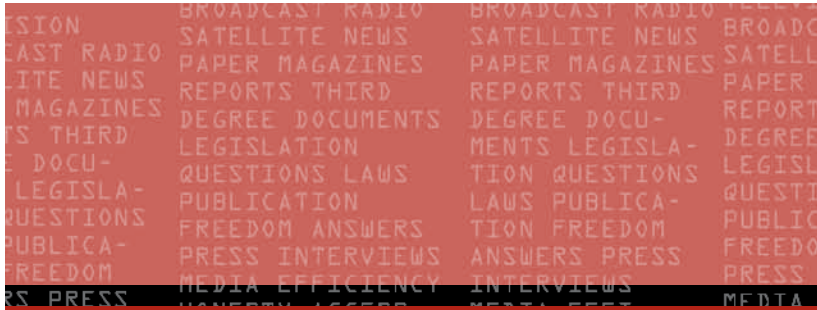 ISION
CAST RADIO
LITE NEWS
MAGAZINES
TS THIRD
E DOCU-
LEGISLA-
QUESTIONS
PUBLICA-
FREEDOM
RS PRESS
BROADCAST RADIO
SATELLITE NEWS
PAPER MAGAZINES
REPORTS THIRD
DEGREE DOCUMENTS
LEGISLATION
QUESTIONS LAWS
PUBLICATION
FREEDOM ANSWERS
PRESS INTERVIEWS
MEDIA EFFICIENCY
BROADCAST RADIO
SATELLITE NEWS
PAPER MAGAZINES
REPORTS THIRD
DEGREE DOCU-
MENTS LEGISLA-
TION QUESTIONS
LAWS PUBLICA-
TION FREEDOM
ANSWERS PRESS
INTERVIEWS
MEDIA EFFI
BROADC
SATELL
PAPER
REPORT
DEGREE
LEGISL
QUESTI
PUBLIC
FREEDO
PRESS
MEDIA